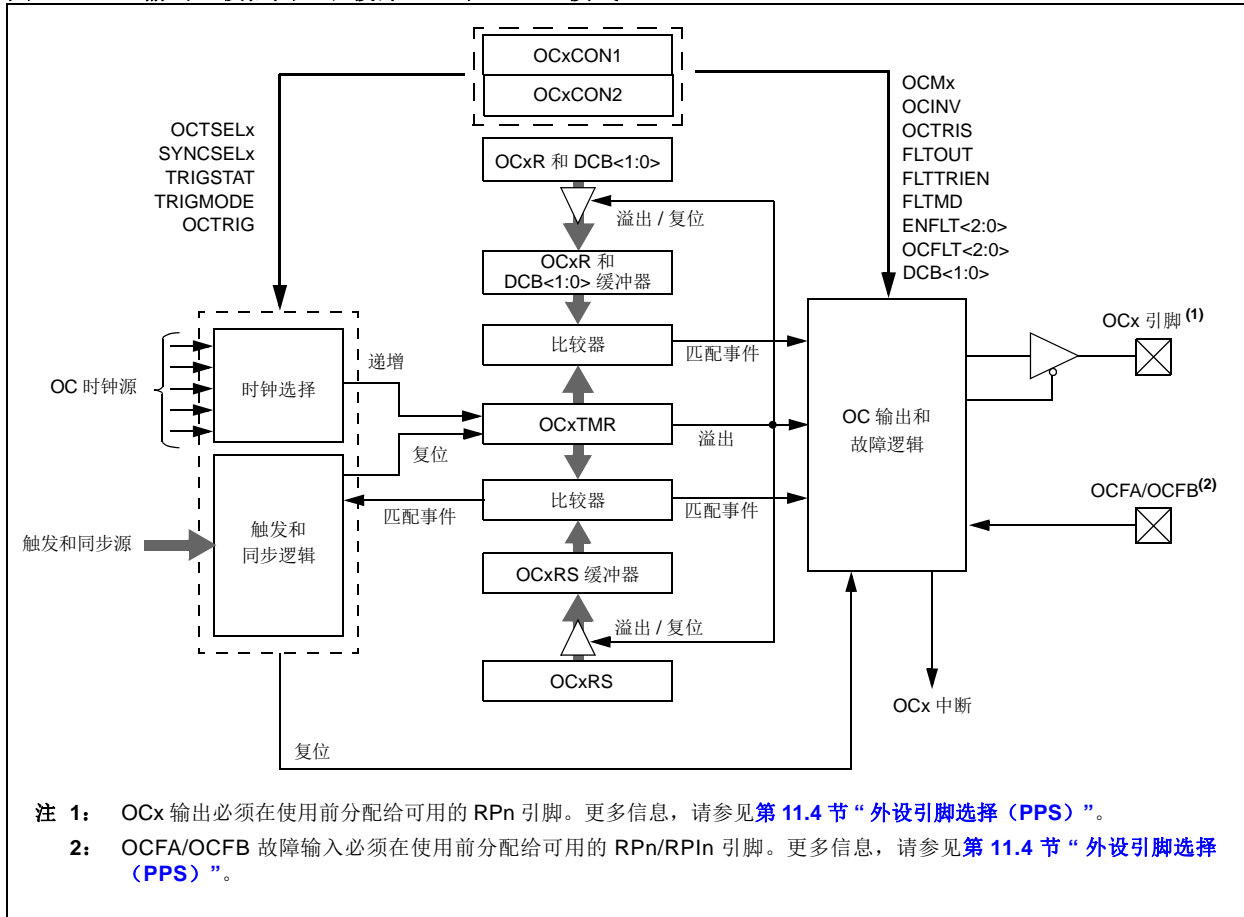 OCxCON1
OCxCON2
OCTSELx
SYNCSELx
TRIGSTAT
TRIGMODE
OCTRIG
OCMx
OCINV
OCTRIS
FLTOUT
FLTTRIEN
FLTMD
ENFLT<2:0>
OCFLT<2:0>
DCB<1:0>
OCxR 和 DCB<1:0>
溢出 / 复位
OCxR 和
DCB<1:0> 缓冲器
比较器
匹配事件
OC 时钟源
时钟选择
递增
OCxTMR
溢出
复位
OC 输出和
故障逻辑
OCx 引脚 (1)
比较器
匹配事件
匹配事件
OCFA/OCFB(2)
触发和同步源
触发和
同步逻辑
OCxRS 缓冲器
溢出 / 复位
OCxRS
OCx 中断
复位
注 1: OCx 输出必须在使用前分配给可用的 RPn 引脚。更多信息，请参见第 11.4 节 “ 外设引脚选择（PPS）”。
2: OCFA/OCFB 故障输入必须在使用前分配给可用的 RPn/RPIn 引脚。更多信息，请参见第 11.4 节 “ 外设引脚选择
（PPS）”。